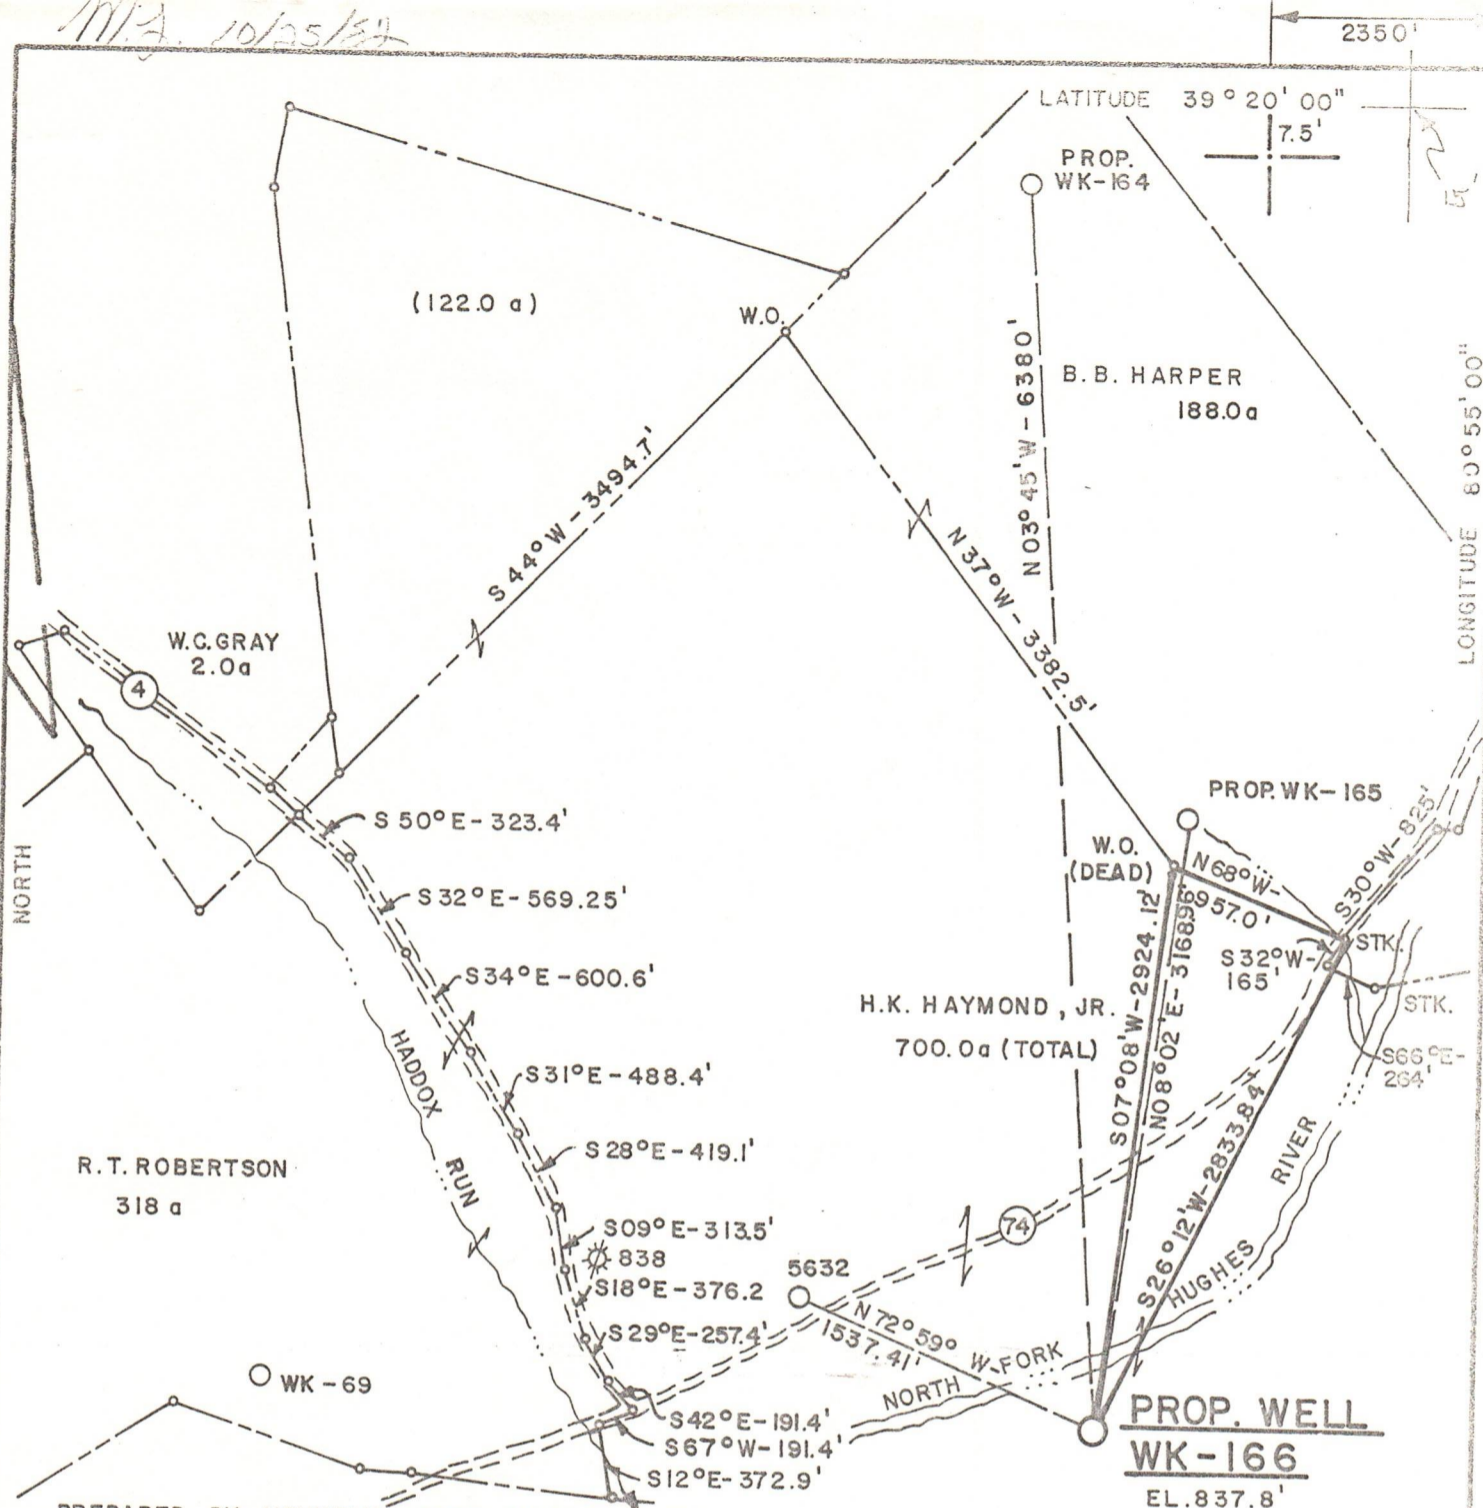 M.J. 10/25/82
2350'
LATITUDE 39° 20' 00"
7.5'
PROP.
WK-164
(122.0 a)
W.O.
N03° 45' W - 6380'
B.B. HARPER
188.0a
LONGITUDE 80° 55' 00"
S 44° W - 3494.7'
N 37° W - 3382.5'
W.C. GRAY
2.0a
4
NORTH
PROP. WK-165
S 50° E - 323.4'
W.O.
(DEAD)
N68°W-
957.0'
S30°W-825'
S 32° E - 569.25'
STK.
S32°W-
165'
S34°E-600.6'
H.K. HAYMOND, JR.
700.0a (TOTAL)
STK.
S66°E-
264'
HADDOX
RUN
S31°E-488.4'
S07°08'W-2924.12'
N08°02'E-3168.96'
S26°12'W-2833.84'
S28°E-419.1'
R.T. ROBERTSON
318 a
S09°E-313.5'
838
S18°E-376.2
74
5632
N 72° 59° W
1537.41'
S29°E-257.4'
NORTH FORK HUGHES RIVER
WK-69
S42°E-191.4'
S67°W-191.4'
S12°E-372.9'
PROP. WELL
WK-166
EL. 837.8'